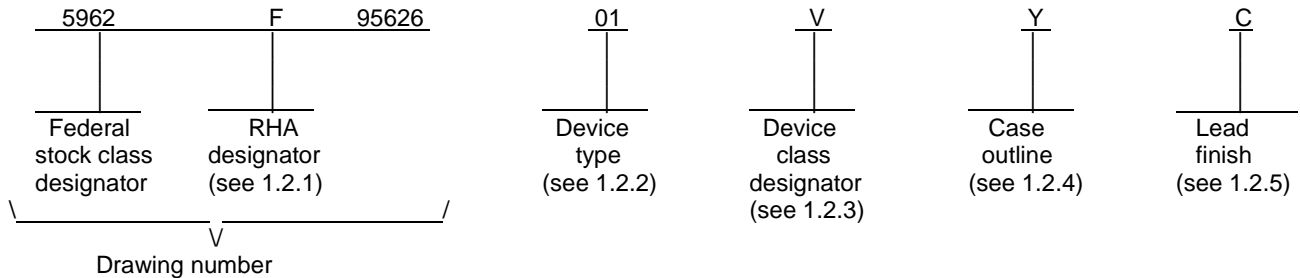 5962 F 95626 01 V Y C
Federal stock class designator
RHA designator (see 1.2.1)
Device type (see 1.2.2)
Device class designator (see 1.2.3)
Case outline (see 1.2.4)
Lead finish (see 1.2.5)
Drawing number